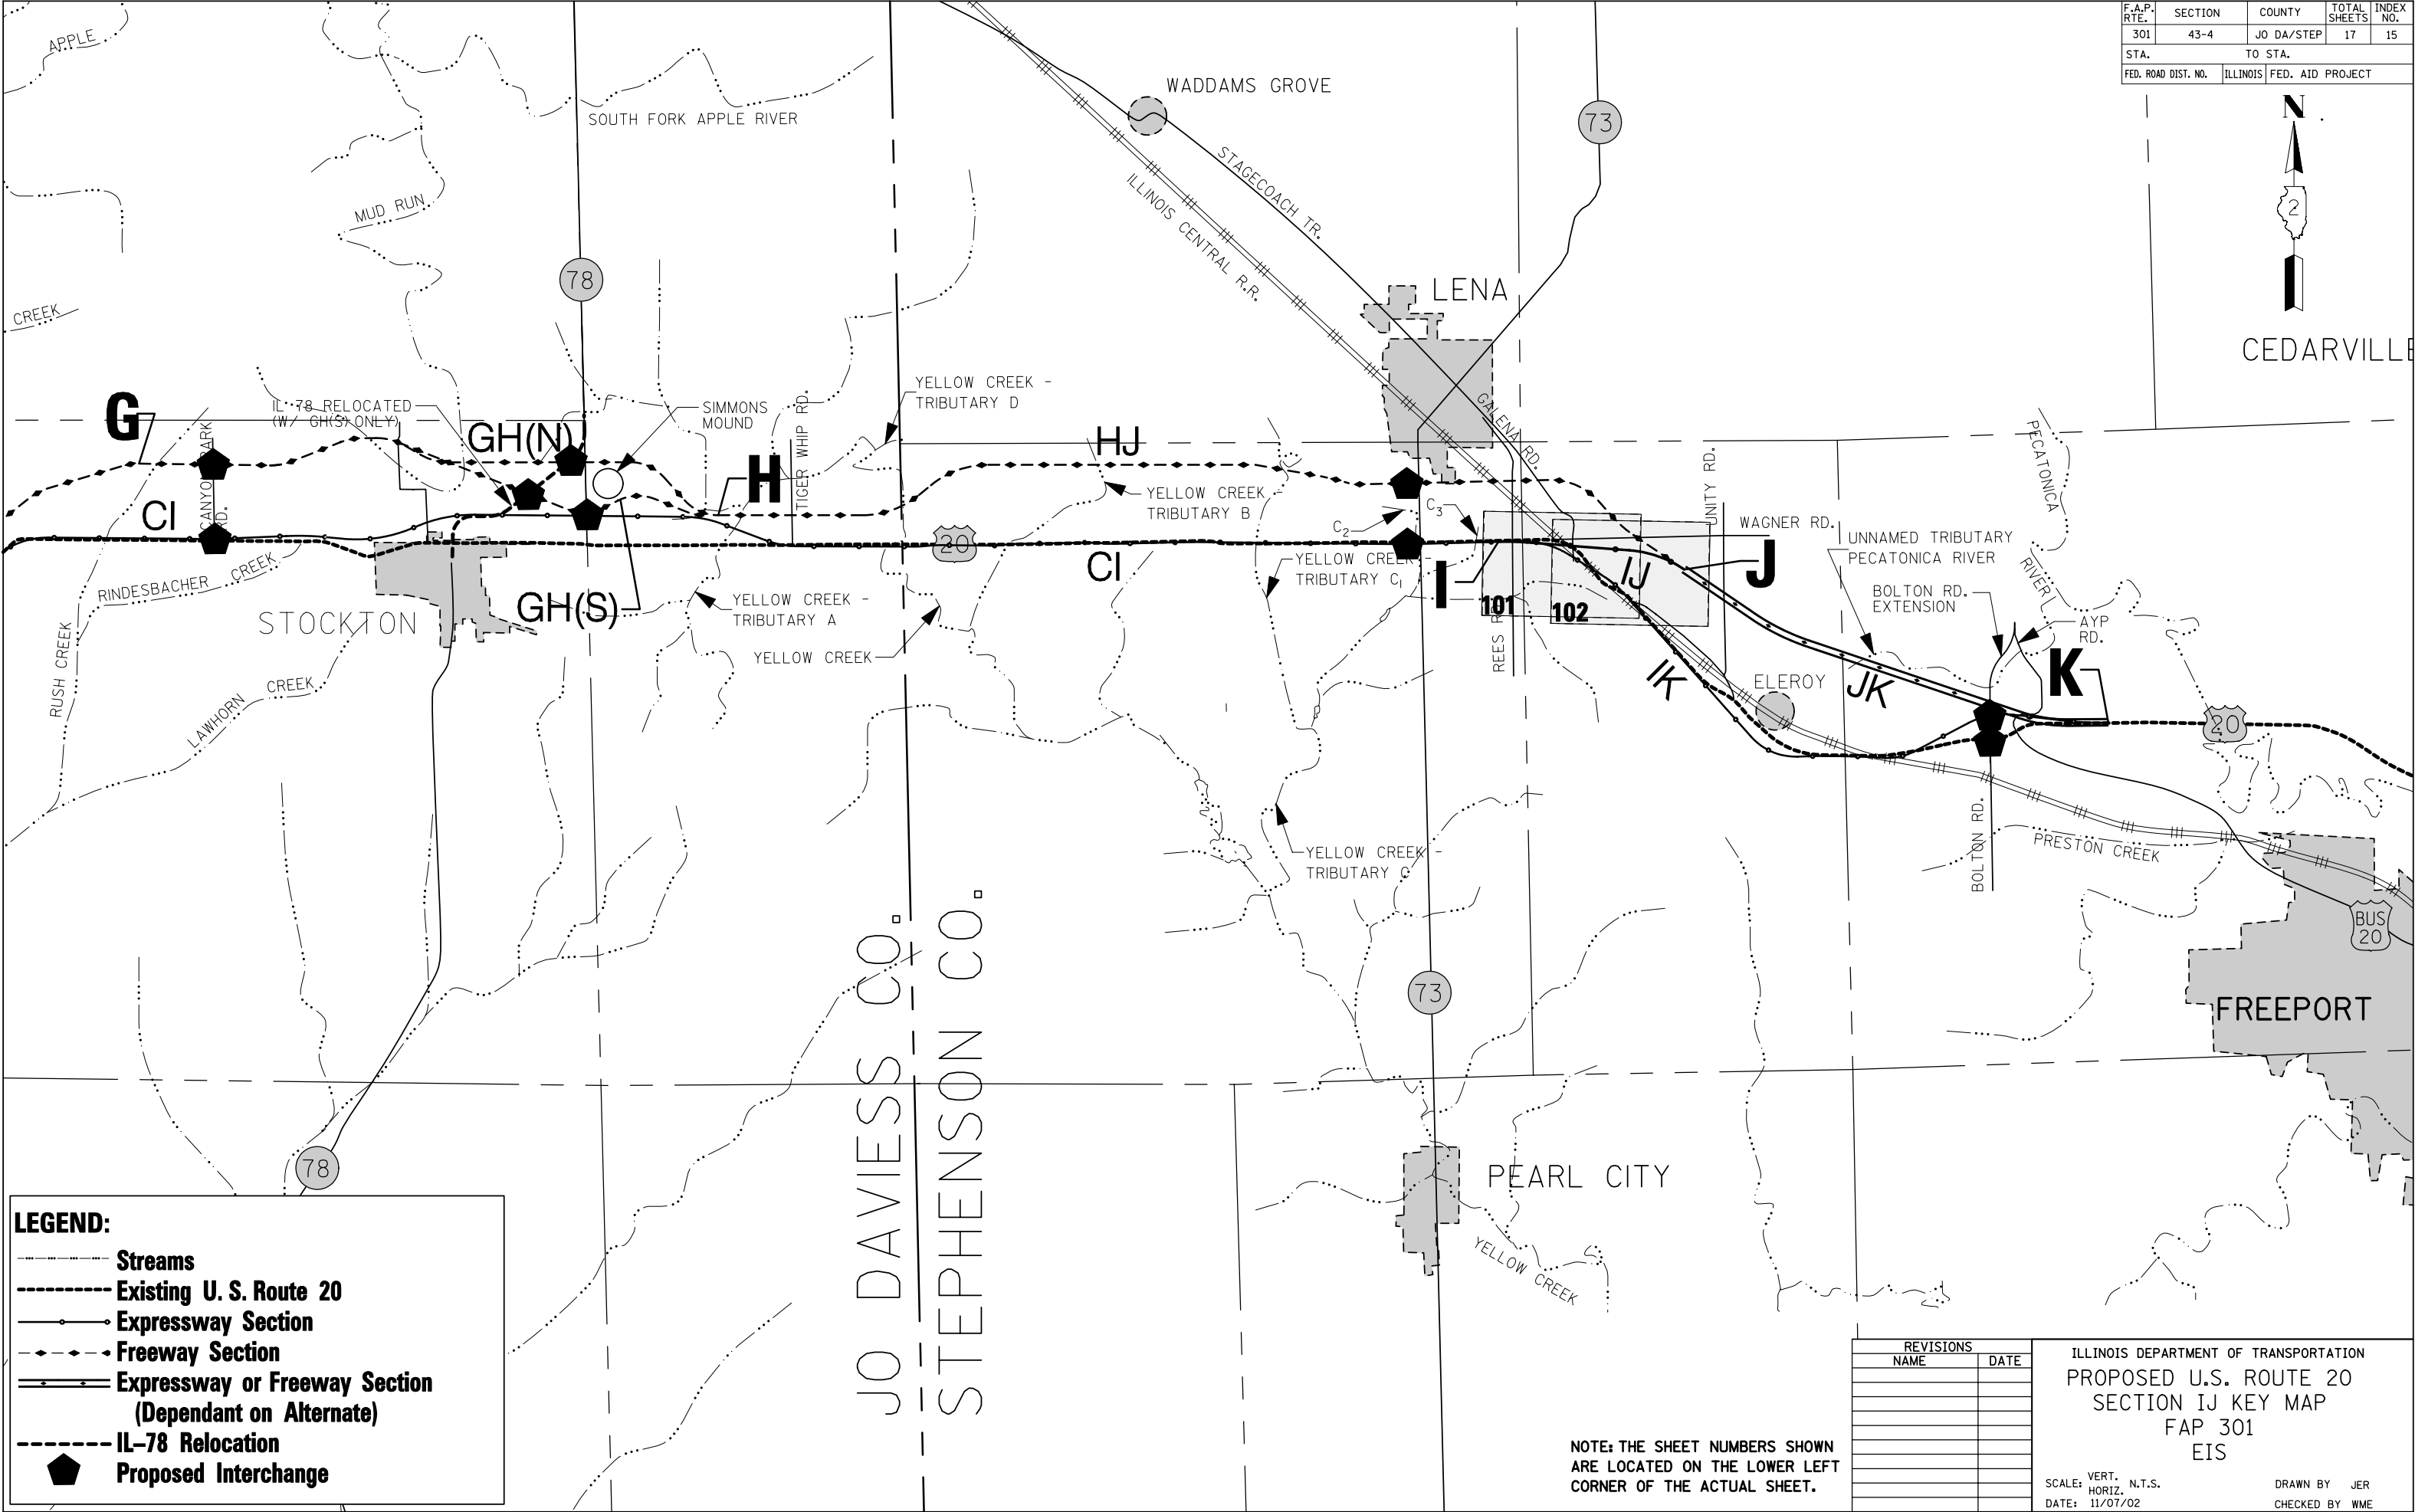 F.A.P. RTE.
SECTION
COUNTY
TOTAL SHEETS
INDEX NO.
301
43-4
JO DA/STEP
17
15
STA.
TO STA.
FED. ROAD DIST. NO.
ILLINOIS
FED. AID PROJECT
N
2
CEDARVILLE
APPLE
SOUTH FORK APPLE RIVER
MUD RUN
CREEK
78
WADDAMS GROVE
STAGECOACH TR.
ILLINOIS CENTRAL R.R.
73
LENA
GALENA RD.
G
IL 78 RELOCATED
(W/ GH(S) ONLY)
GH(N)
SIMMONS
MOUND
H
TIGER WHIP RD.
YELLOW CREEK -
TRIBUTARY D
HJ
YELLOW CREEK -
TRIBUTARY B
CANYON PARK
RD.
CI
RINDESBACHER CREEK
STOCKTON
GH(S)
YELLOW CREEK -
TRIBUTARY A
YELLOW CREEK
20
CI
YELLOW CREEK -
TRIBUTARY C1
C2
C3
I
101
102
REES RD.
IJ
J
UNITY RD.
WAGNER RD.
UNNAMED TRIBUTARY
PECATONICA RIVER
PECATONICA
RIVER
BOLTON RD.
EXTENSION
AYP
RD.
K
IK
ELEROY
JK
20
RUSH CREEK
LAWHORN CREEK
YELLOW CREEK -
TRIBUTARY C
BOLTON RD.
PRESTON CREEK
BUS
20
FREEPORT
JO DAVIESS CO.
STEPHENSON CO.
73
78
PEARL CITY
YELLOW CREEK
LEGEND:
Streams
Existing U. S. Route 20
Expressway Section
Freeway Section
Expressway or Freeway Section
(Dependant on Alternate)
IL-78 Relocation
Proposed Interchange
NOTE: THE SHEET NUMBERS SHOWN
ARE LOCATED ON THE LOWER LEFT
CORNER OF THE ACTUAL SHEET.
REVISIONS
NAME
DATE
ILLINOIS DEPARTMENT OF TRANSPORTATION
PROPOSED U.S. ROUTE 20
SECTION IJ KEY MAP
FAP 301
EIS
SCALE: VERT. HORIZ. N.T.S.
DATE: 11/07/02
DRAWN BY JER
CHECKED BY WME